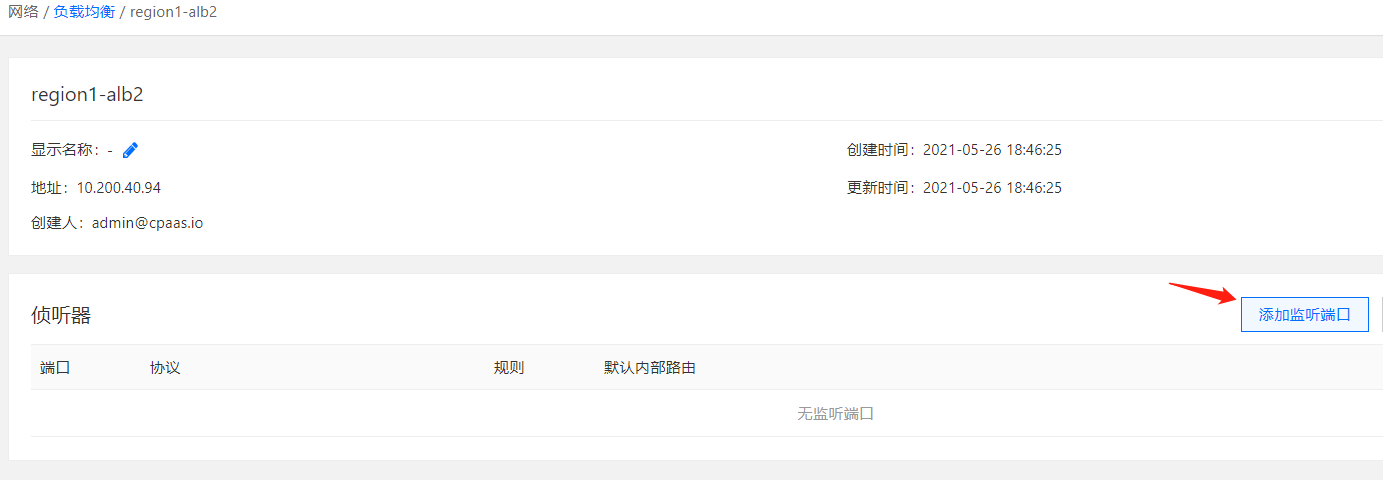 网络 / 负载均衡 / region1-alb2
region1-alb2
显示名称： -
创建时间： 2021-05-26 18:46:25
地址： 10.200.40.94
更新时间： 2021-05-26 18:46:25
创建人： admin@cpaas.io
侦听器
添加监听端口
端口 协议 规则 默认内部路由
无监听端口